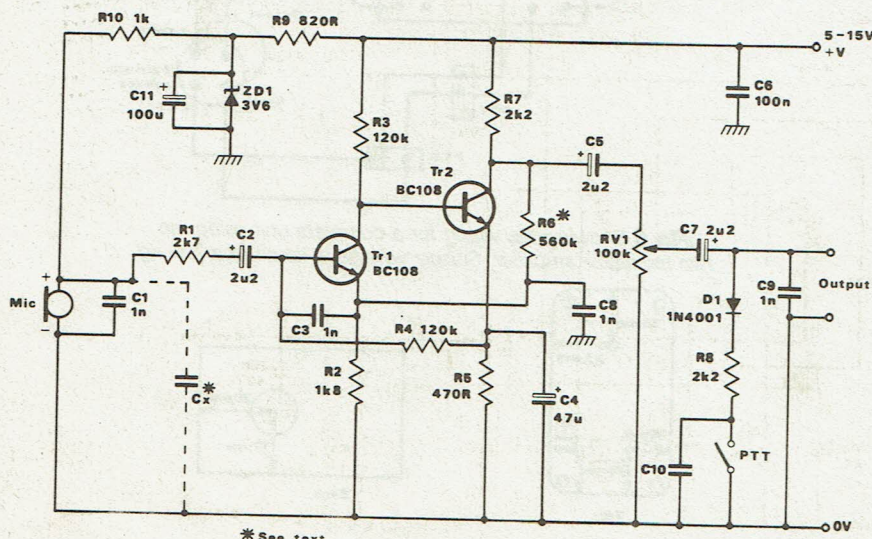 R10 1k
R9 820R
5-15V
+V
C11
100u
+
ZD1
3V6
R3
120k
R7
2k2
C6
100n
Tr2
BC108
C5
+
2u2
R1
2k7
C2
+
2u2
Tr1
BC108
R6*
560k
RV1
100k
C7 2u2
+
Mic
+
-
C1
1n
C3 1n
R4 120k
C8
1n
D1
1N4001
C9
1n
Output
Cx*
R2
1k8
R5
470R
C4
47u
+
R8
2k2
C10
PTT
0V
* See text